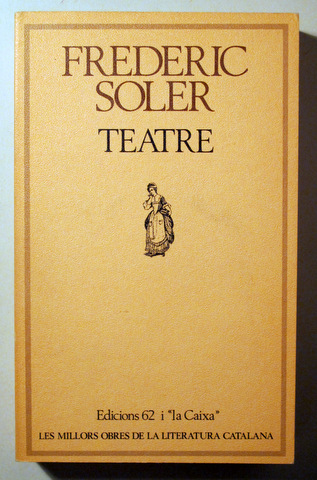 FREDERIC
SOLER
TEATRE
Edicions 62 i "la Caixa"
LES MILLORS OBRES DE LA LITERATURA CATALANA